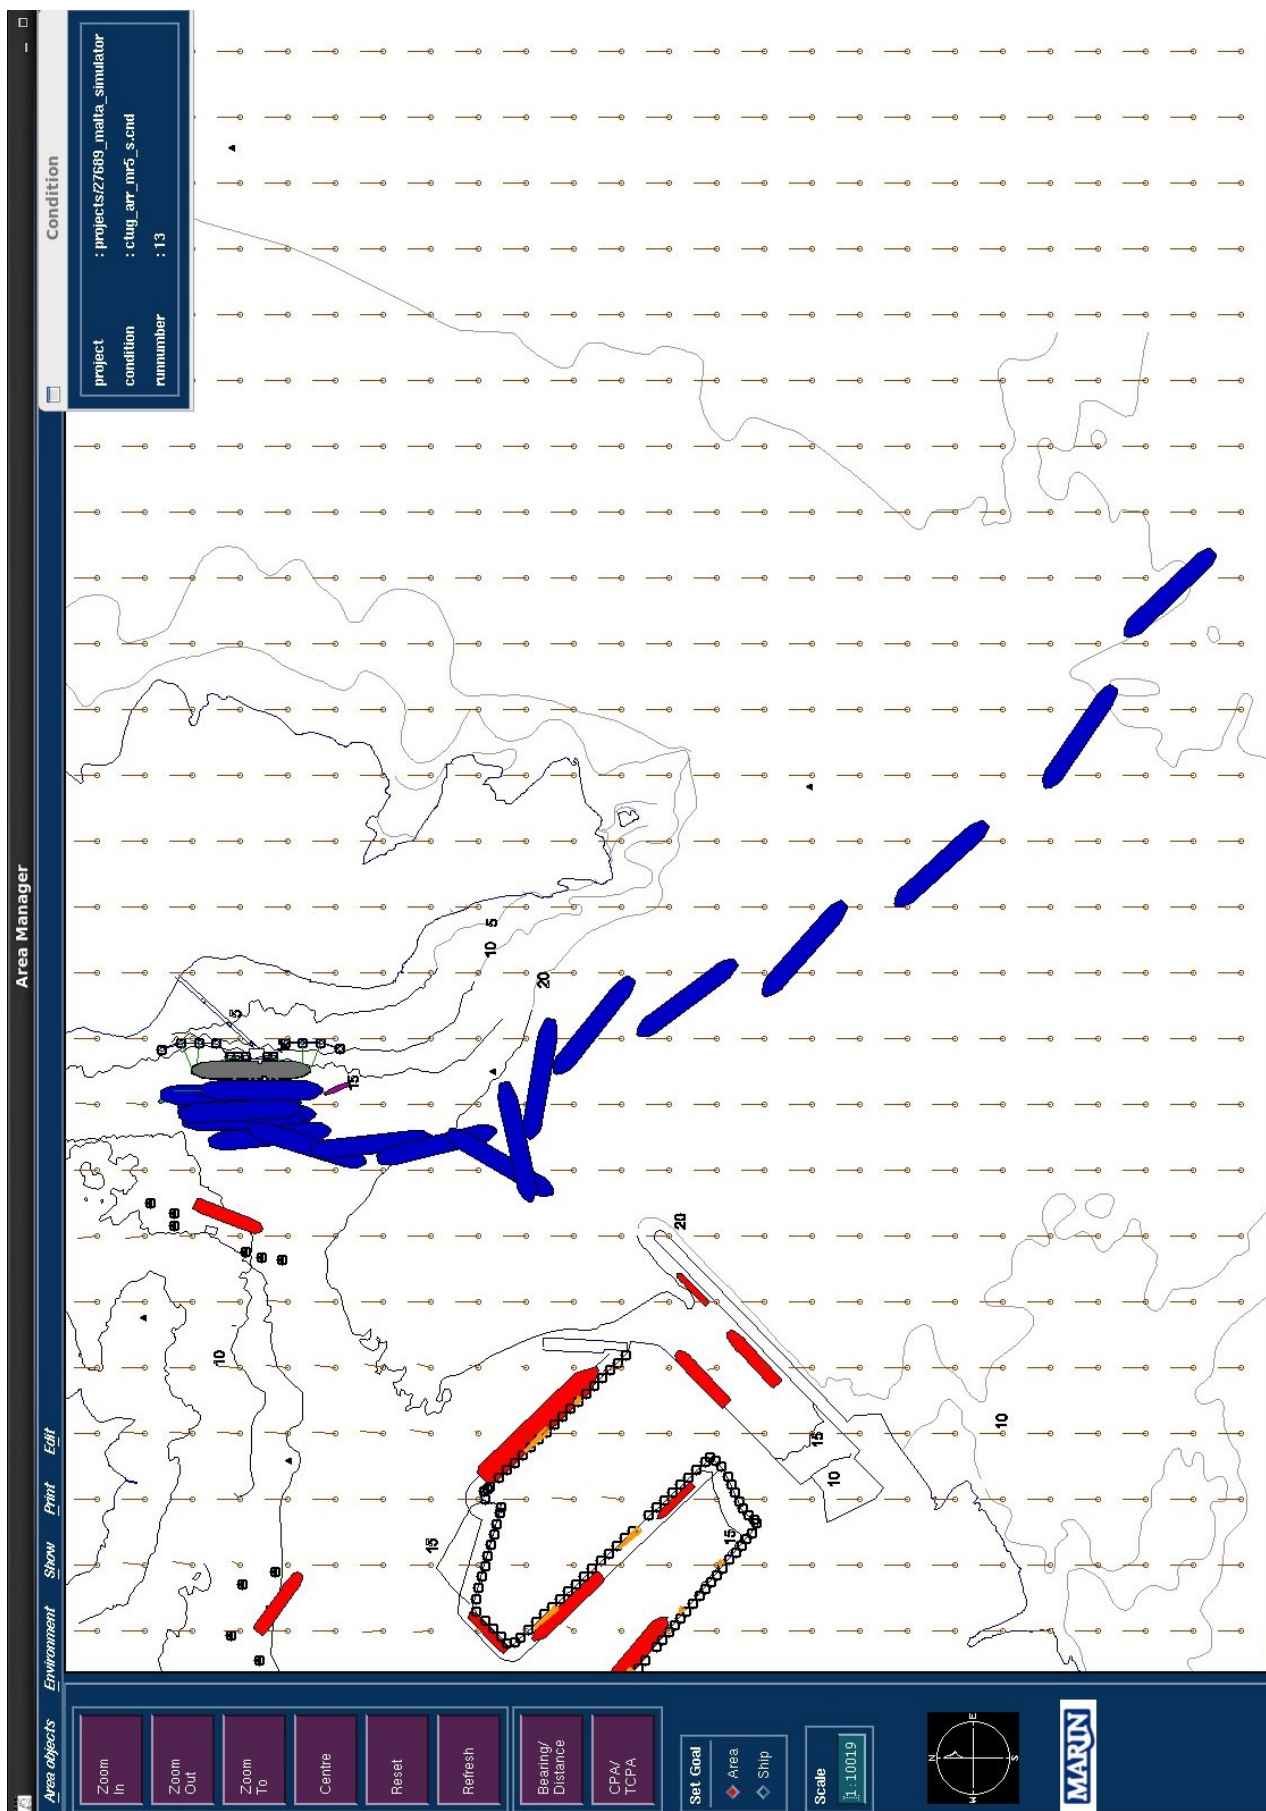 Area Manager
Area objects Environment Show Print Edit
Condition
project : projects/27689_malta_simulator
condition : ctug_arr_mr5_s.cnd
runnumber : 13
Zoom
In
Zoom
Out
Zoom
To
Centre
Reset
Refresh
Bearing/
Distance
CPA/
TCPA
Set Goal
Area
Ship
Scale
1:10019
N
W
E
S
MARIN
5
15
10
5
10
20
20
15
15
10
15
10